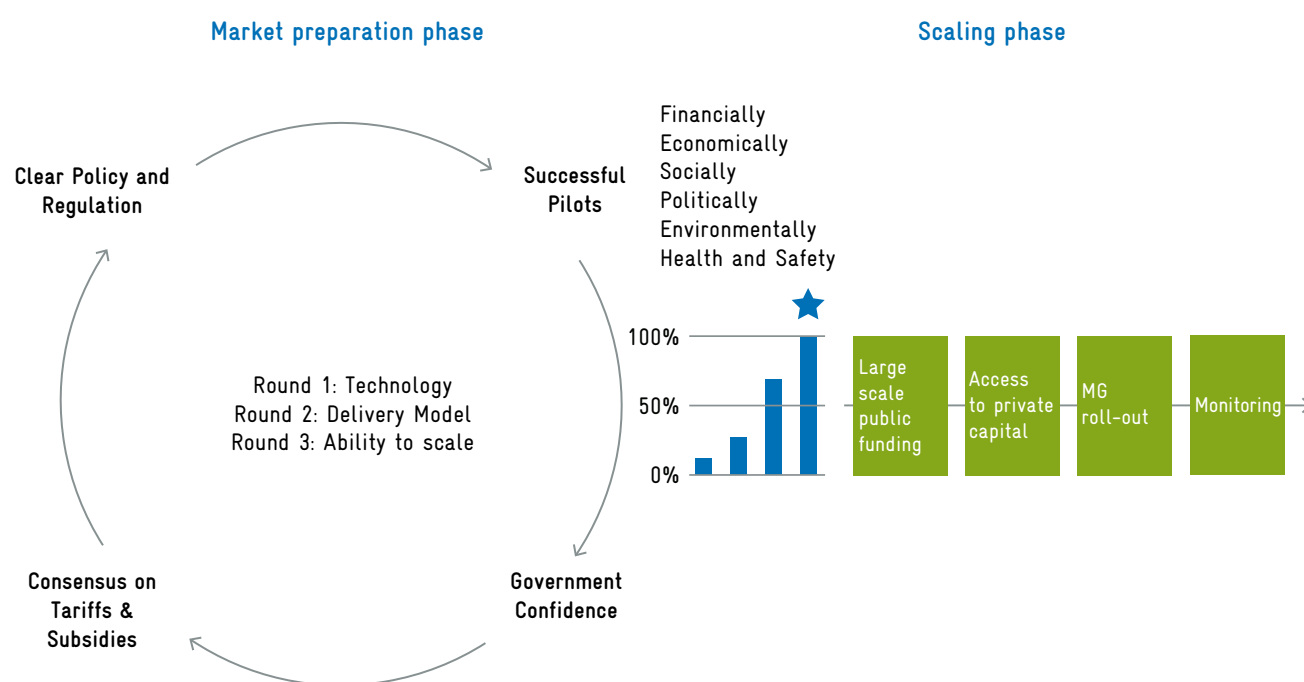 Market preparation phase
Scaling phase
Clear Policy and
Regulation
Successful
Pilots
Financially
Economically
Socially
Politically
Environmentally
Health and Safety
Round 1: Technology
Round 2: Delivery Model
Round 3: Ability to scale
Consensus on
Tariffs &
Subsidies
Government
Confidence
100%
50%
0%
Large
scale
public
funding
Access
to private
capital
MG
roll-out
Monitoring